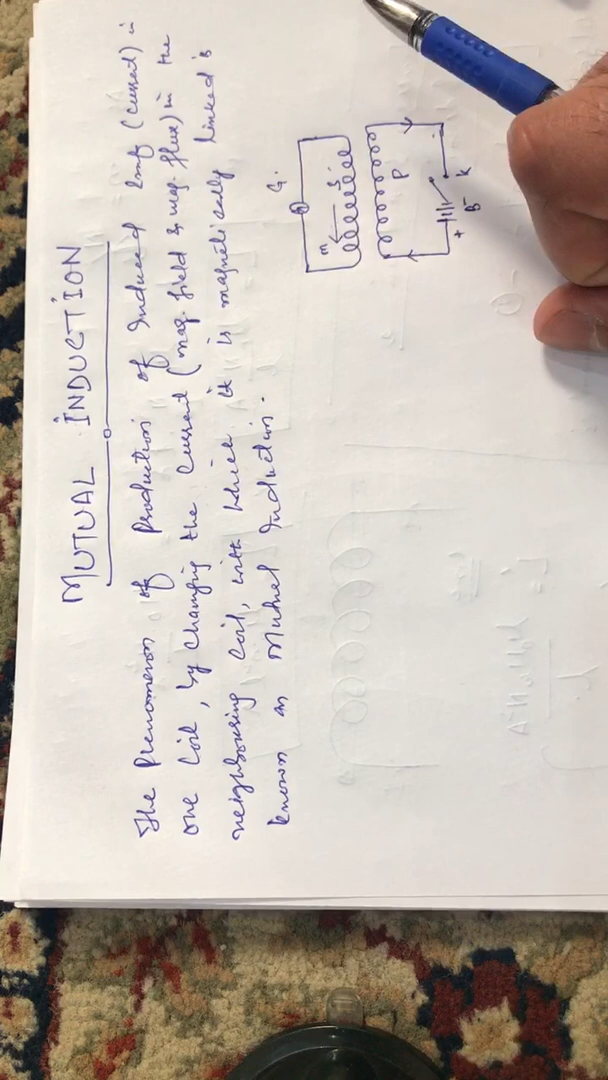 MUTUAL INDUCTION
The Phenomenon of Production of Induced Emf (current) in
one Coil, by changing the Current (mag. field & mag. flux) in the
neighbouring Coil, with which it is magnetically linked is
known as Mutual Induction.
G.
m S
P
+ B - K